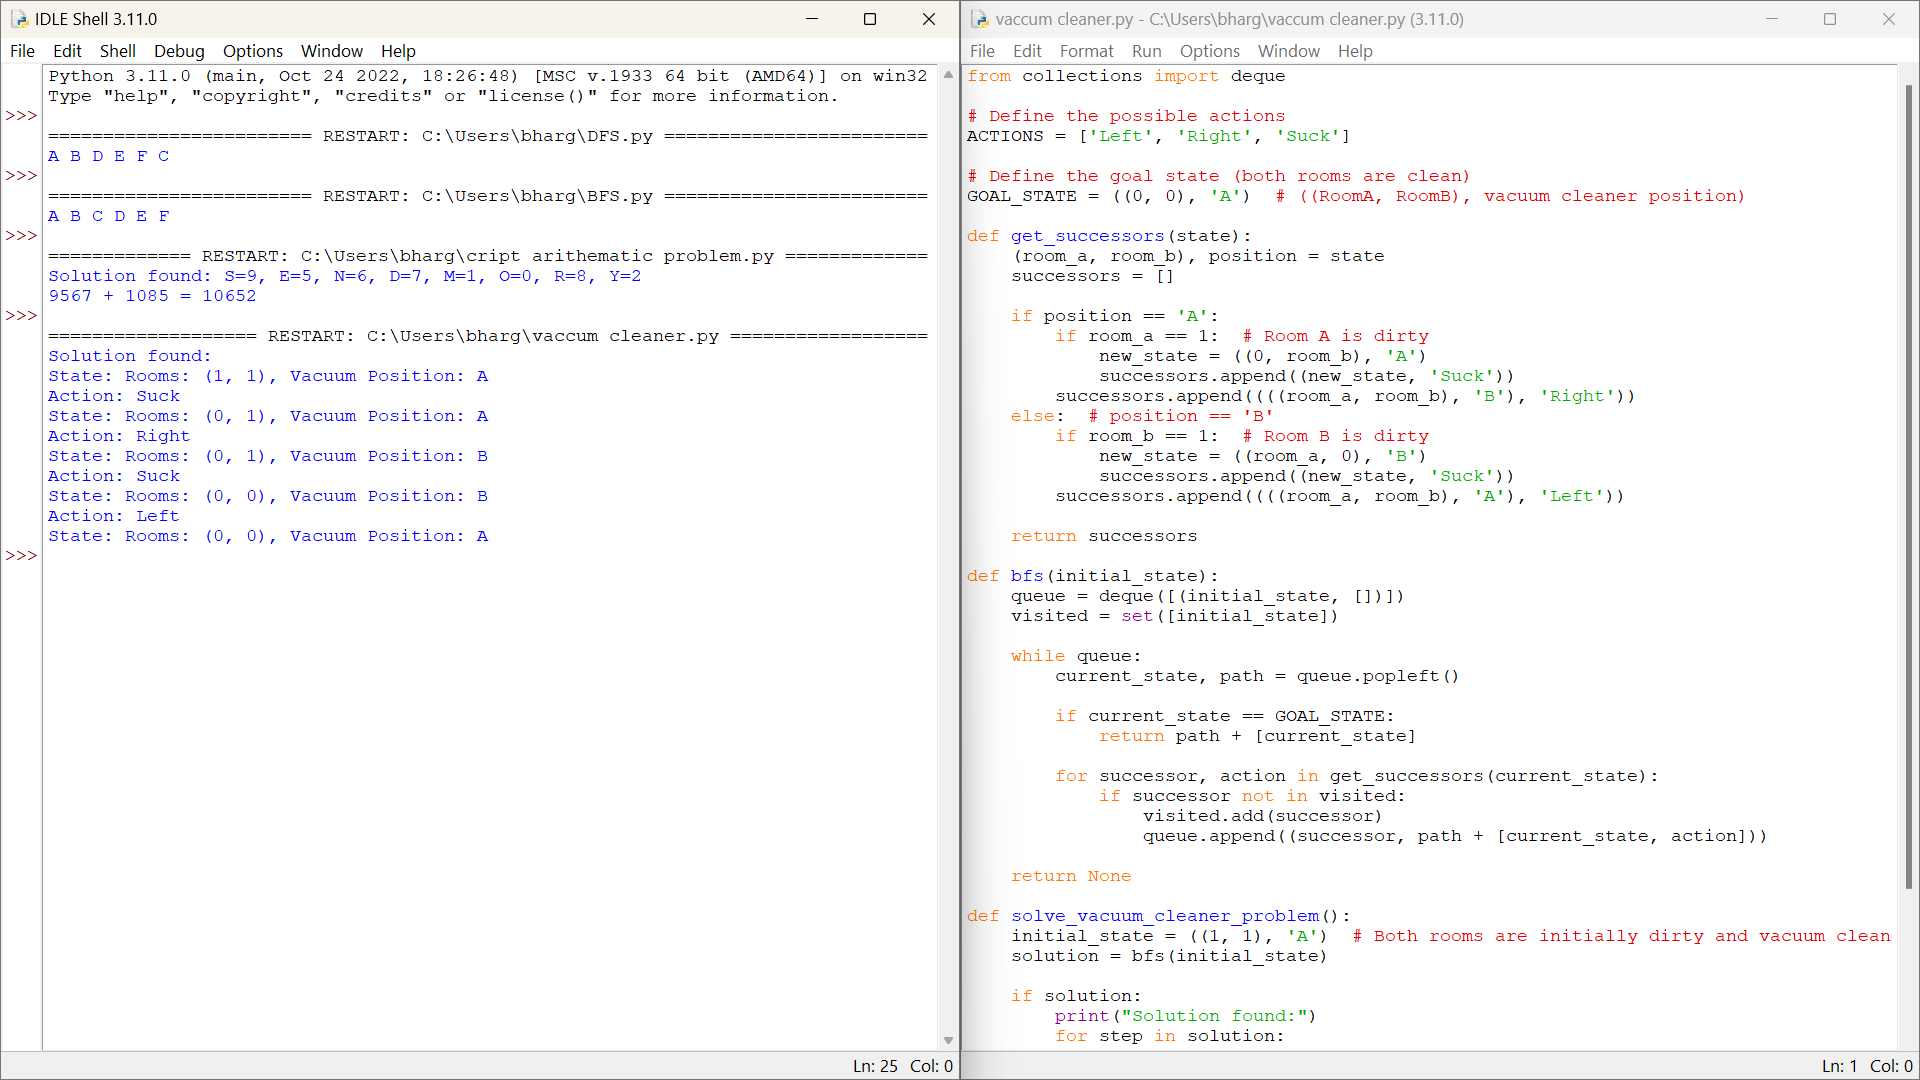 IDLE Shell 3.11.0
File Edit Shell Debug Options Window Help
Python 3.11.0 (main, Oct 24 2022, 18:26:48) [MSC v.1933 64 bit (AMD64)] on win32
Type "help", "copyright", "credits" or "license()" for more information.
>>>
======================== RESTART: C:\Users\bharg\DFS.py ========================
A B D E F C
>>>
======================== RESTART: C:\Users\bharg\BFS.py ========================
A B C D E F
>>>
============= RESTART: C:\Users\bharg\cript arithematic problem.py =============
Solution found: S=9, E=5, N=6, D=7, M=1, O=0, R=8, Y=2
9567 + 1085 = 10652
>>>
=================== RESTART: C:\Users\bharg\vaccum cleaner.py ==================
Solution found:
State: Rooms: (1, 1), Vacuum Position: A
Action: Suck
State: Rooms: (0, 1), Vacuum Position: A
Action: Right
State: Rooms: (0, 1), Vacuum Position: B
Action: Suck
State: Rooms: (0, 0), Vacuum Position: B
Action: Left
State: Rooms: (0, 0), Vacuum Position: A
>>>
Ln: 25 Col: 0
vaccum cleaner.py - C:\Users\bharg\vaccum cleaner.py (3.11.0)
File Edit Format Run Options Window Help
from collections import deque
# Define the possible actions
ACTIONS = ['Left', 'Right', 'Suck']
# Define the goal state (both rooms are clean)
GOAL_STATE = ((0, 0), 'A')  # ((RoomA, RoomB), vacuum cleaner position)
def get_successors(state):
    (room_a, room_b), position = state
    successors = []
    if position == 'A':
        if room_a == 1:  # Room A is dirty
            new_state = ((0, room_b), 'A')
            successors.append((new_state, 'Suck'))
        successors.append((((room_a, room_b), 'B'), 'Right'))
    else:  # position == 'B'
        if room_b == 1:  # Room B is dirty
            new_state = ((room_a, 0), 'B')
            successors.append((new_state, 'Suck'))
        successors.append((((room_a, room_b), 'A'), 'Left'))
    return successors
def bfs(initial_state):
    queue = deque([(initial_state, [])])
    visited = set([initial_state])
    while queue:
        current_state, path = queue.popleft()
        if current_state == GOAL_STATE:
            return path + [current_state]
        for successor, action in get_successors(current_state):
            if successor not in visited:
                visited.add(successor)
                queue.append((successor, path + [current_state, action]))
    return None
def solve_vacuum_cleaner_problem():
    initial_state = ((1, 1), 'A')  # Both rooms are initially dirty and vacuum clean
    solution = bfs(initial_state)
    if solution:
        print("Solution found:")
        for step in solution:
Ln: 1 Col: 0